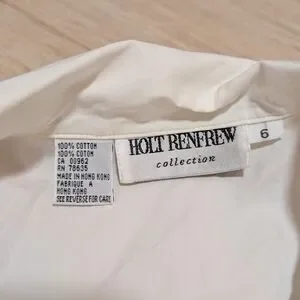 100% COTTON
100% COTON
CA 00962
RN 78635
MADE IN HONG KONG
FABRIQUE A
HONG KONG
SEE REVERSE FOR CARE
HOLT RENFREW
collection
6